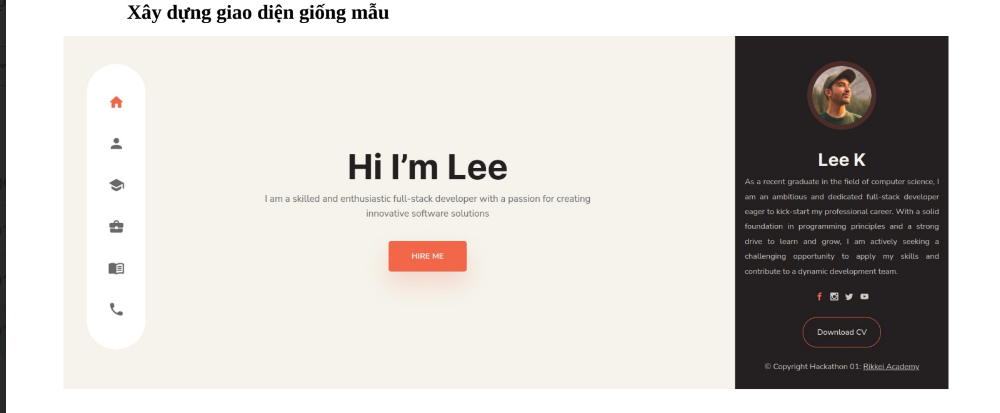 Xây dựng giao diện giống mẫu
Hi I'm Lee
I am a skilled and enthusiastic full-stack developer with a passion for creating
innovative software solutions
HIRE ME
Lee K
As a recent graduate in the field of computer science, I
am an ambitious and dedicated full-stack developer
eager to kick-start my professional career. With a solid
foundation in programming principles and a strong
drive to learn and grow, I am actively seeking a
challenging opportunity to apply my skills and
contribute to a dynamic development team.
Download CV
© Copyright Hackathon 01: Rikkei Academy